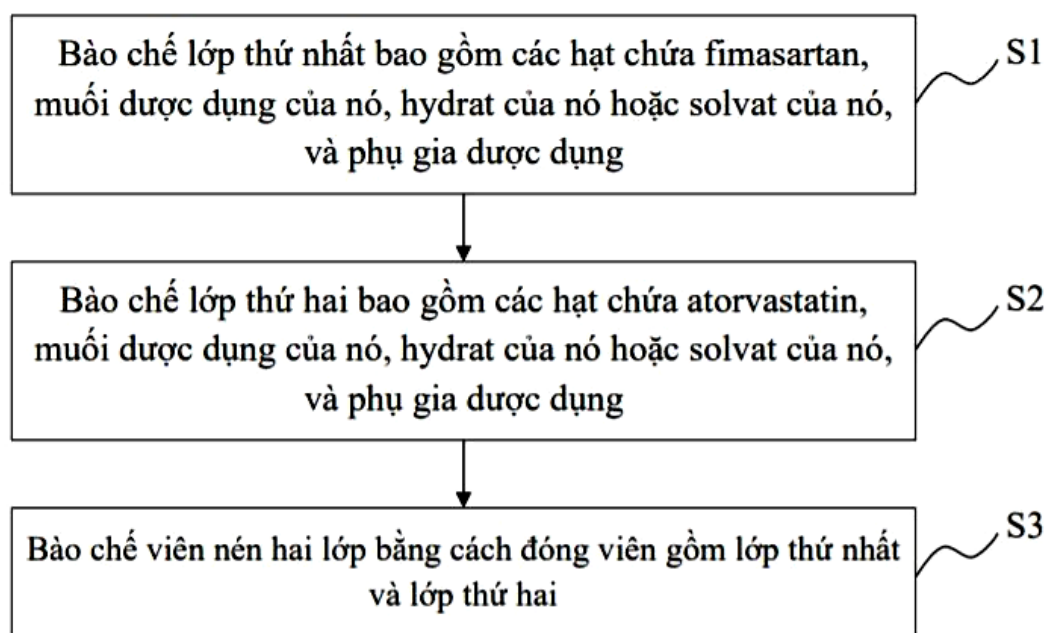 Bào chế lớp thứ nhất bao gồm các hạt chứa fimasartan,
muối dược dụng của nó, hydrat của nó hoặc solvat của nó,
và phụ gia dược dụng
S1
Bào chế lớp thứ hai bao gồm các hạt chứa atorvastatin,
muối dược dụng của nó, hydrat của nó hoặc solvat của nó,
và phụ gia dược dụng
S2
Bào chế viên nén hai lớp bằng cách đóng viên gồm lớp thứ nhất
và lớp thứ hai
S3